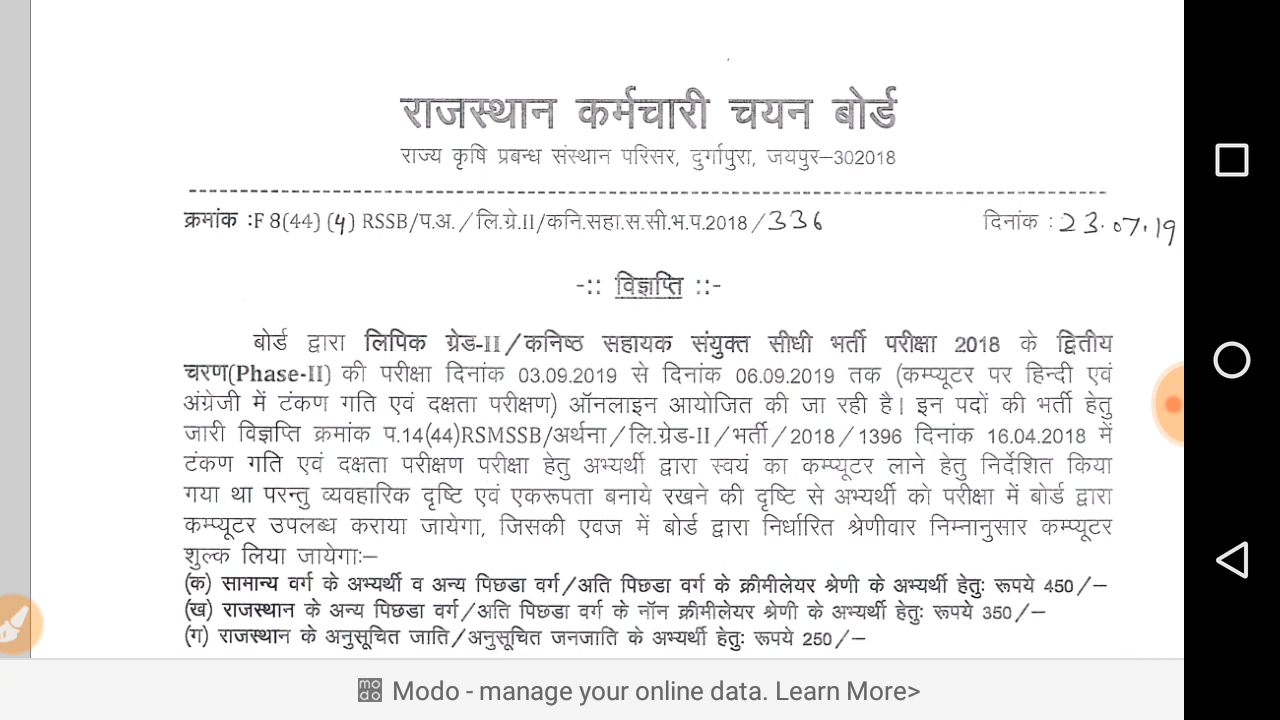 राजस्थान कर्मचारी चयन बोर्ड
राज्य कृषि प्रबन्ध संस्थान परिसर, दुर्गापुरा, जयपुर–302018
क्रमांक :F 8(44) (4) RSSB/प.अ./लि.ग्रे.II/कनि.सहा.स.सी.भ.प.2018/336 दिनांक : 23.07.19
-:: विज्ञप्ति ::-
बोर्ड द्वारा लिपिक ग्रेड-II/कनिष्ठ सहायक संयुक्त सीधी भर्ती परीक्षा 2018 के द्वितीय
चरण(Phase-II) की परीक्षा दिनांक 03.09.2019 से दिनांक 06.09.2019 तक (कम्प्यूटर पर हिन्दी एवं
अंग्रेजी में टंकण गति एवं दक्षता परीक्षण) ऑनलाइन आयोजित की जा रही है। इन पदों की भर्ती हेतु
जारी विज्ञप्ति क्रमांक प.14(44)RSMSSB/अर्थना/लि.ग्रेड-II/भर्ती/2018/1396 दिनांक 16.04.2018 में
टंकण गति एवं दक्षता परीक्षण परीक्षा हेतु अभ्यर्थी द्वारा स्वयं का कम्प्यूटर लाने हेतु निर्देशित किया
गया था परन्तु व्यवहारिक दृष्टि एवं एकरूपता बनाये रखने की दृष्टि से अभ्यर्थी को परीक्षा में बोर्ड द्वारा
कम्प्यूटर उपलब्ध कराया जायेगा, जिसकी एवज में बोर्ड द्वारा निर्धारित श्रेणीवार निम्नानुसार कम्प्यूटर
शुल्क लिया जायेगाः–
(क) सामान्य वर्ग के अभ्यर्थी व अन्य पिछडा वर्ग/अति पिछडा वर्ग के क्रीमीलेयर श्रेणी के अभ्यर्थी हेतुः रूपये 450/–
(ख) राजस्थान के अन्य पिछडा वर्ग/अति पिछडा वर्ग के नॉन क्रीमीलेयर श्रेणी के अभ्यर्थी हेतुः रूपये 350/–
(ग) राजस्थान के अनुसूचित जाति/अनुसूचित जनजाति के अभ्यर्थी हेतुः रूपये 250/–
modo Modo - manage your online data. Learn More>